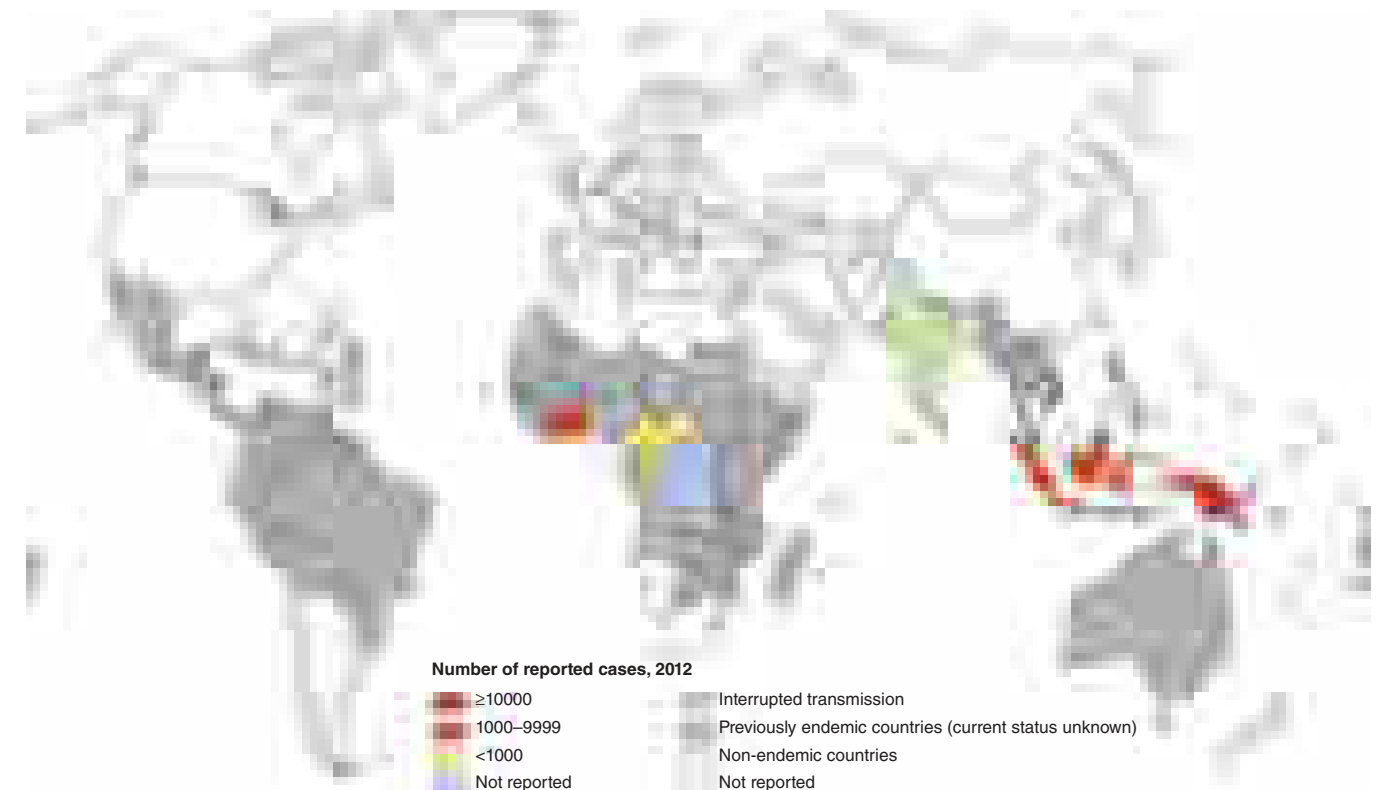 Number of reported cases, 2012
≥10000
1000–9999
<1000
Not reported
Interrupted transmission
Previously endemic countries (current status unknown)
Non-endemic countries
Not reported